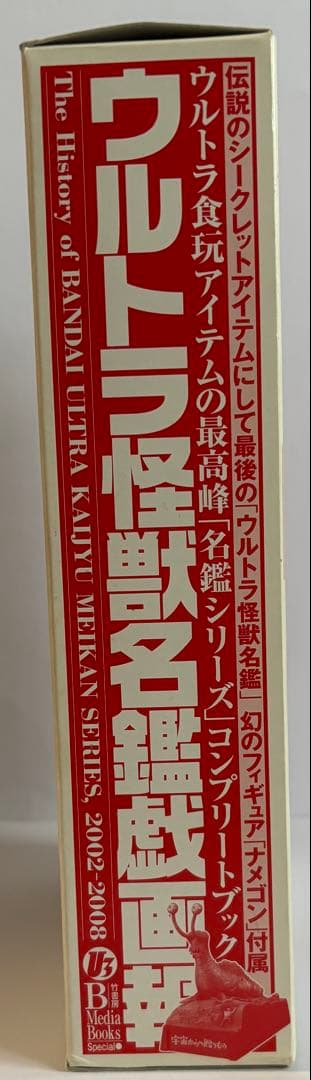 伝説のシークレットアイテムにして最後の「ウルトラ怪獣名鑑」幻のフィギュア「ナメゴン」付属
ウルトラ食玩アイテムの最高峰「名鑑シリーズ」コンプリートブック
ウルトラ怪獣名鑑戯画報
The History of BANDAI ULTRA KAIJYU MEIKAN SERIES, 2002-2008
U3
竹書房
B
Media
Books
Special
宇宙からの贈りもの